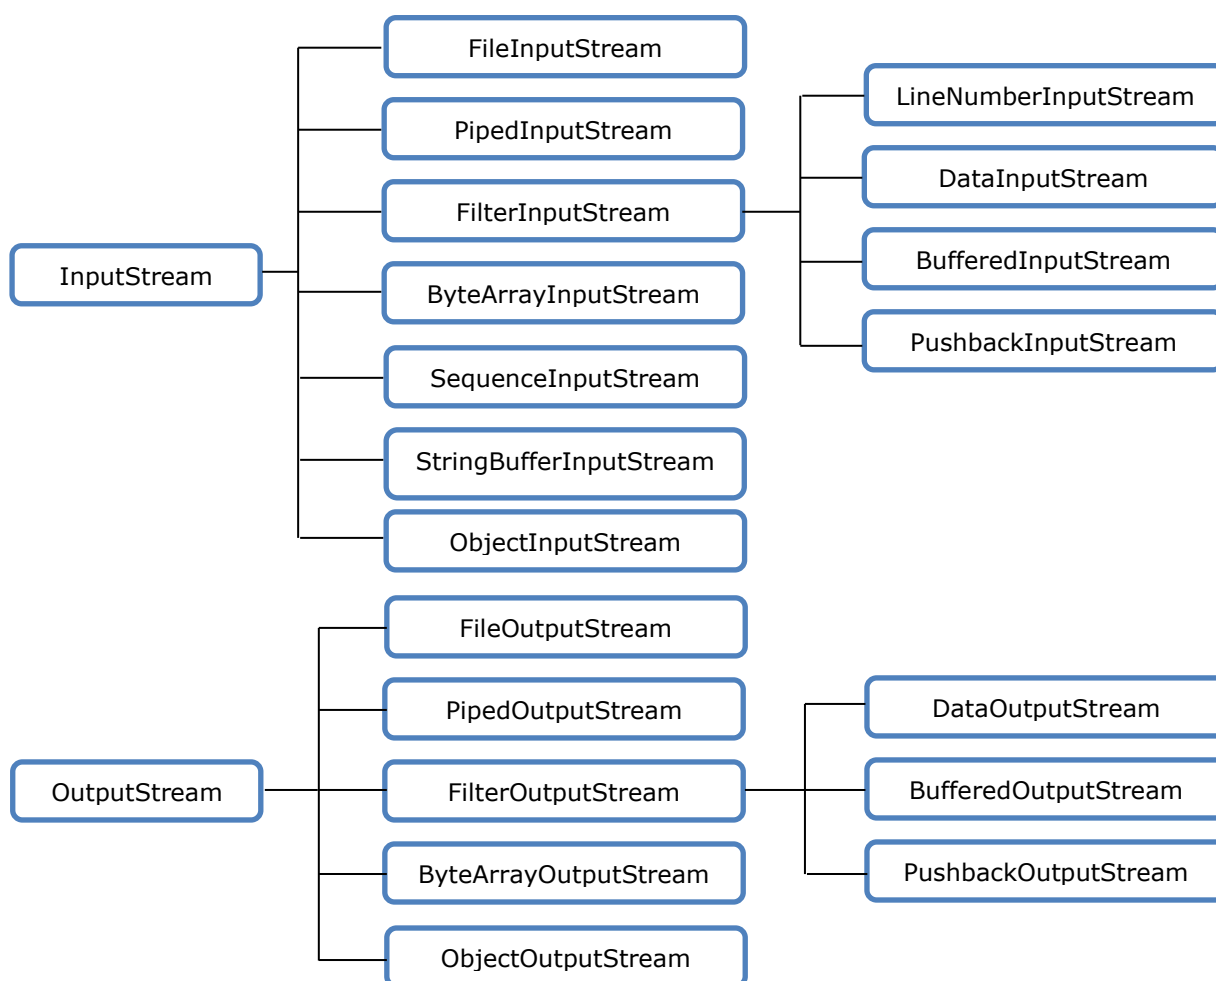 FileInputStream
LineNumberInputStream
PipedInputStream
DataInputStream
FilterInputStream
BufferedInputStream
InputStream
ByteArrayInputStream
PushbackInputStream
SequenceInputStream
StringBufferInputStream
ObjectInputStream
FileOutputStream
PipedOutputStream
DataOutputStream
OutputStream
FilterOutputStream
BufferedOutputStream
ByteArrayOutputStream
PushbackOutputStream
ObjectOutputStream